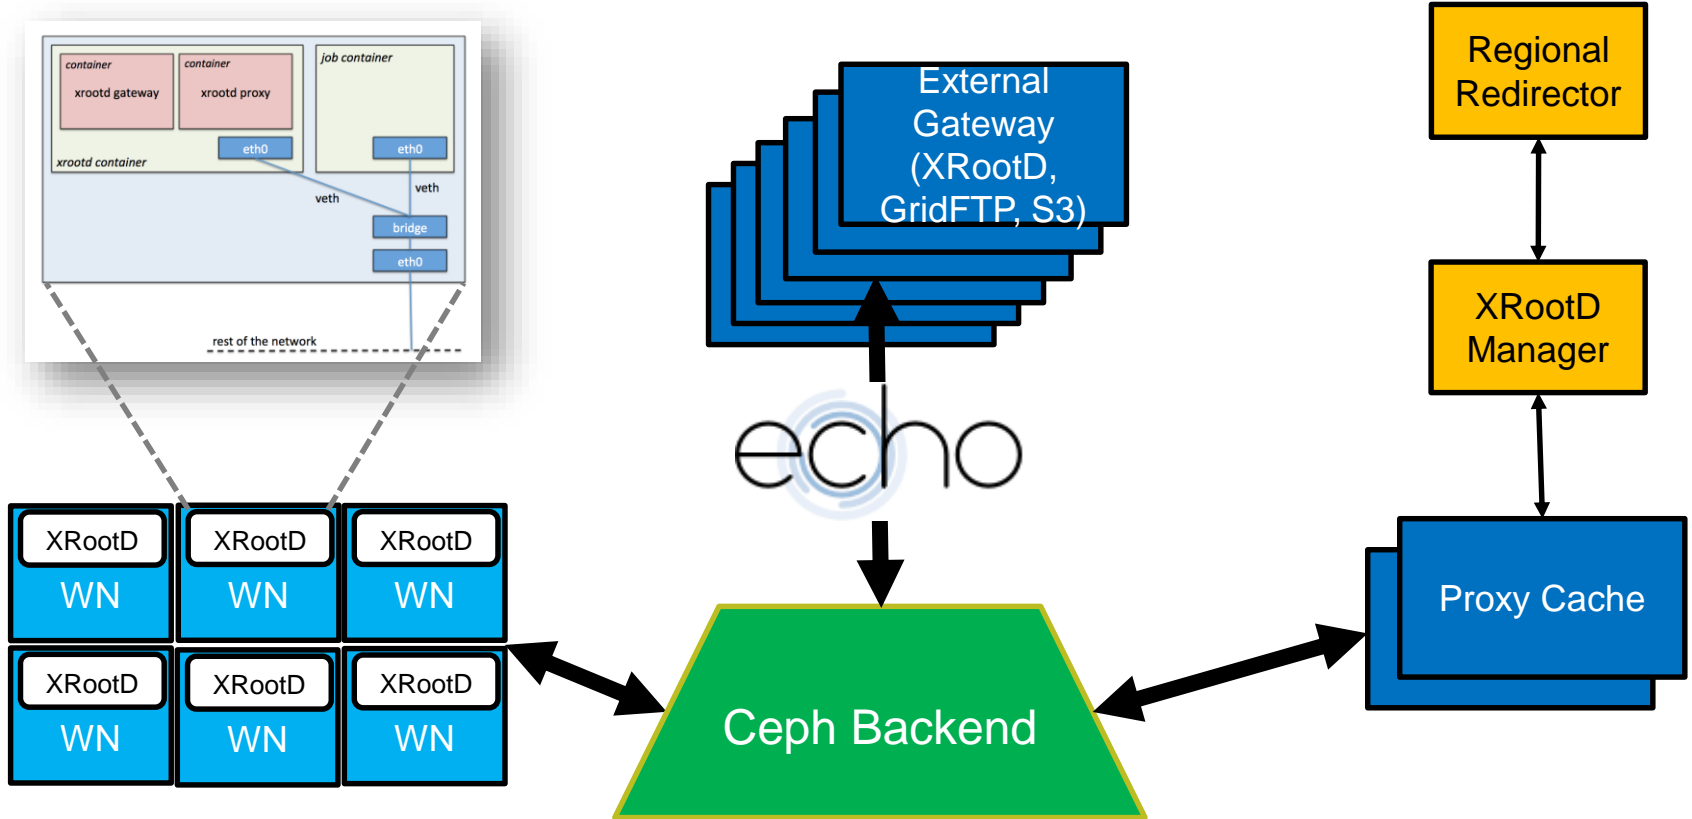 container
xrootd gateway
container
xrootd proxy
job container
eth0
eth0
xrootd container
veth
veth
bridge
eth0
rest of the network
External
Gateway
(XRootD,
GridFTP, S3)
Regional
Redirector
XRootD
Manager
echo
XRootD
WN
XRootD
WN
XRootD
WN
XRootD
WN
XRootD
WN
XRootD
WN
Ceph Backend
Proxy Cache